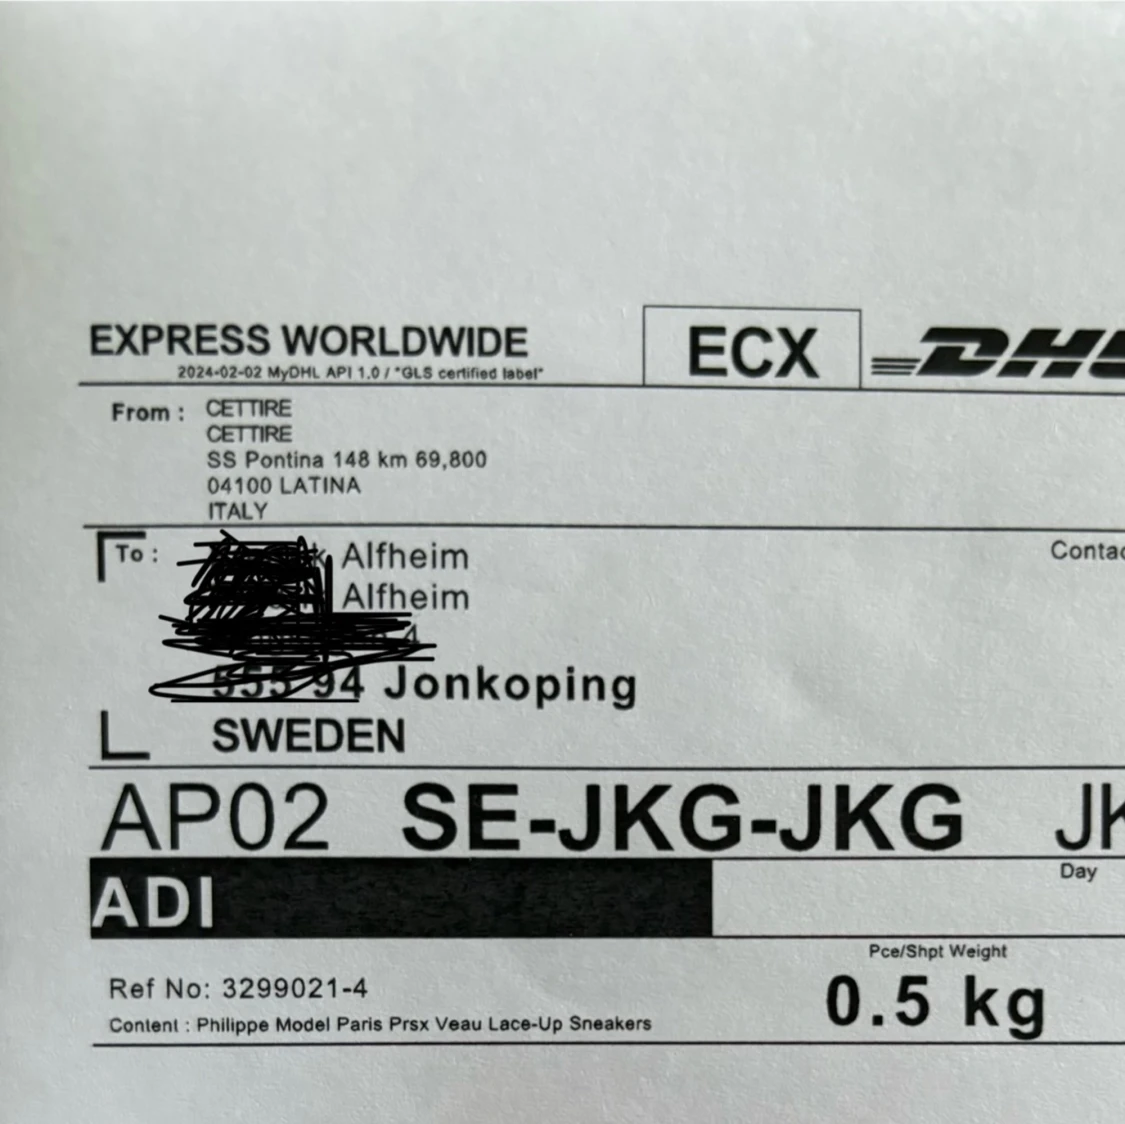 EXPRESS WORLDWIDE
2024-02-02 MyDHL API 1.0 / *GLS certified label*
ECX
From :
CETTIRE
CETTIRE
SS Pontina 148 km 69,800
04100 LATINA
ITALY
To :
Alfheim
Alfheim
Jonkoping
SWEDEN
AP02 SE-JKG-JKG
ADI
Day
Pce/Shpt Weight
0.5 kg
Ref No: 3299021-4
Content : Philippe Model Paris Prsx Veau Lace-Up Sneakers